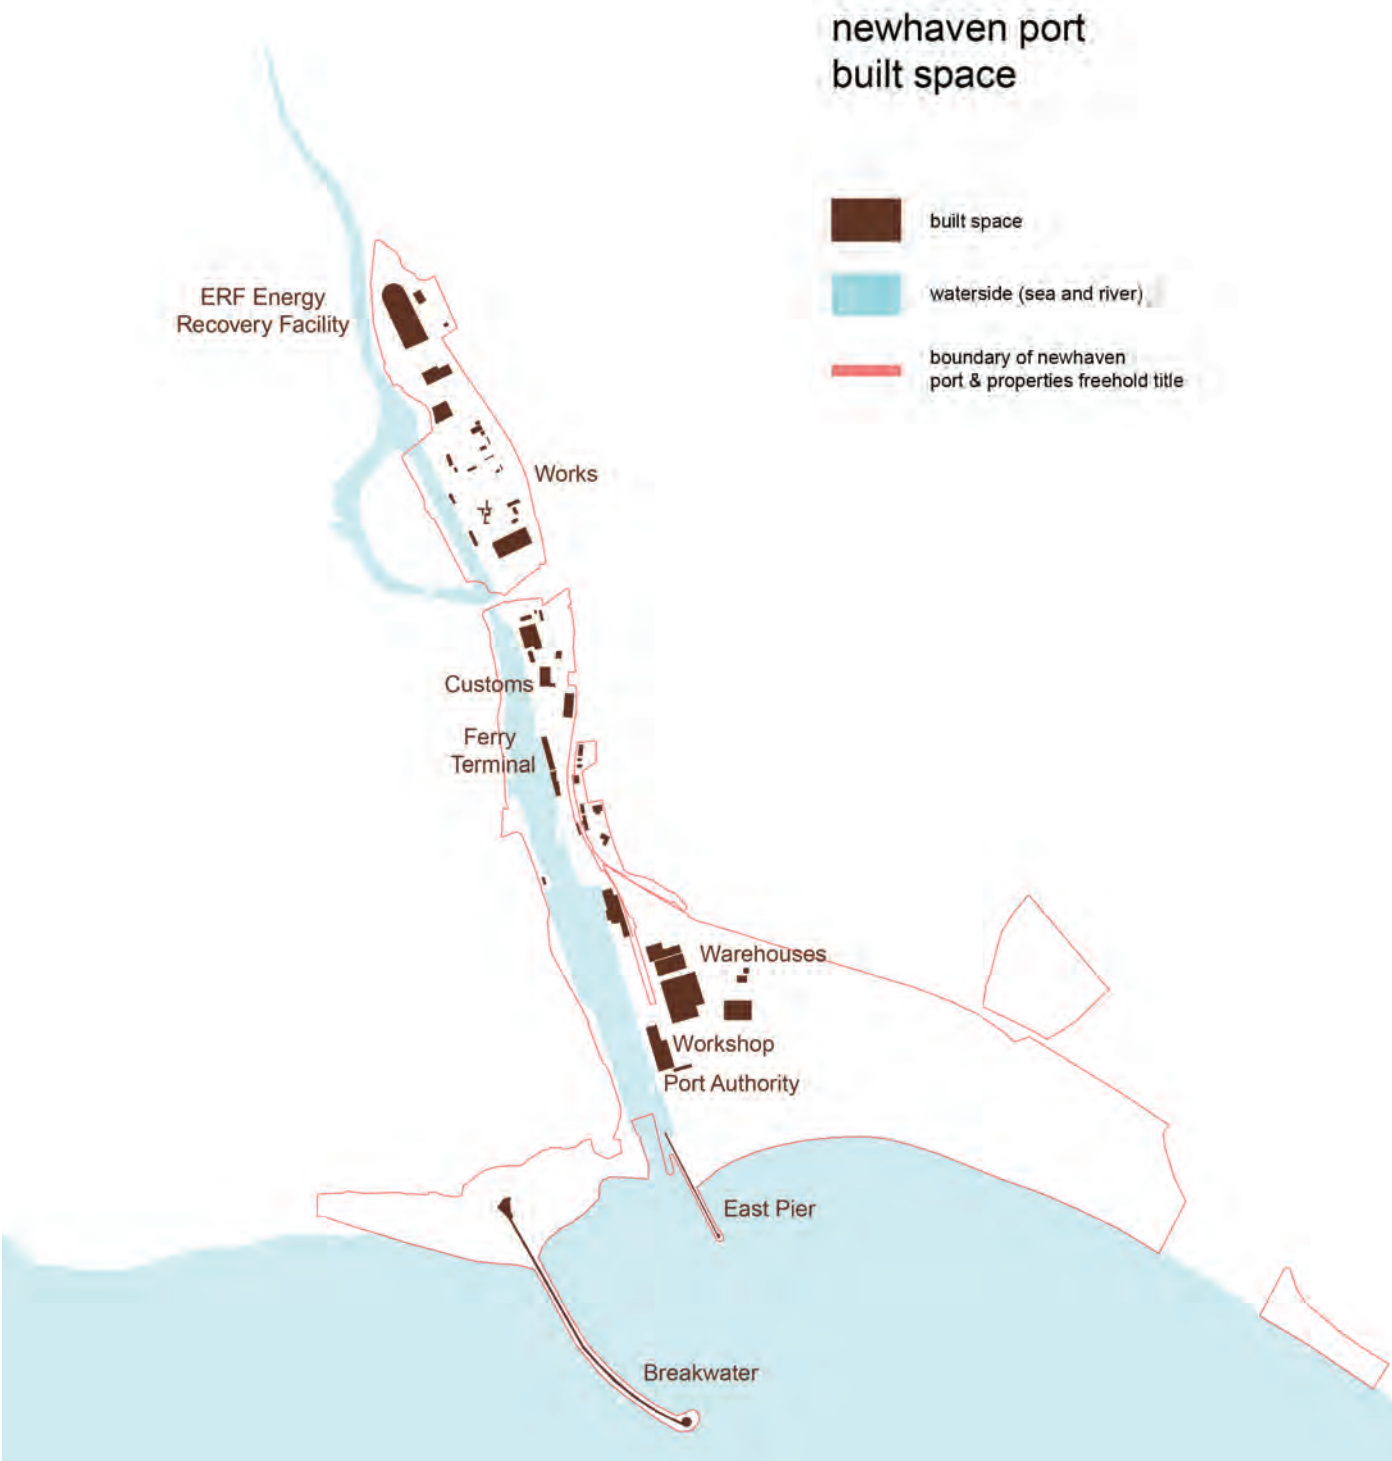 newhaven port
built space
built space
waterside (sea and river)
boundary of newhaven
port & properties freehold title
ERF Energy
Recovery Facility
Works
Customs
Ferry
Terminal
Warehouses
Workshop
Port Authority
East Pier
Breakwater